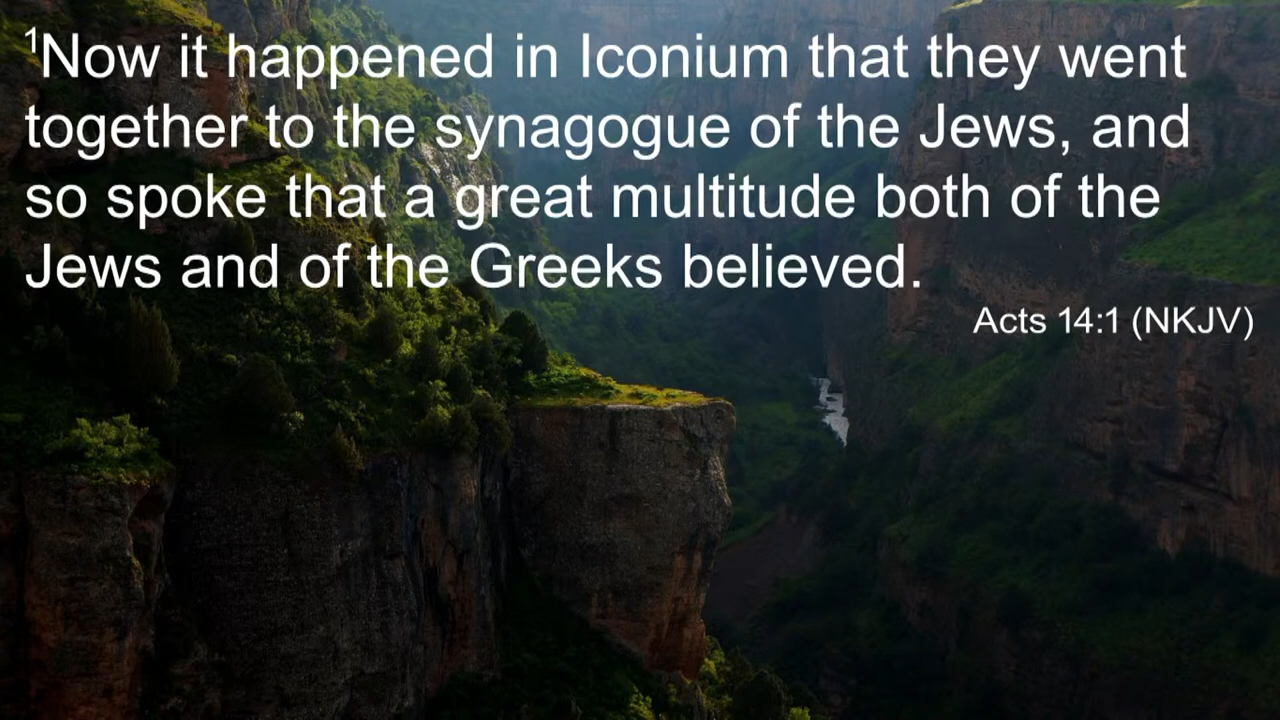 ¹Now it happened in Iconium that they went
together to the synagogue of the Jews, and
so spoke that a great multitude both of the
Jews and of the Greeks believed.
Acts 14:1 (NKJV)